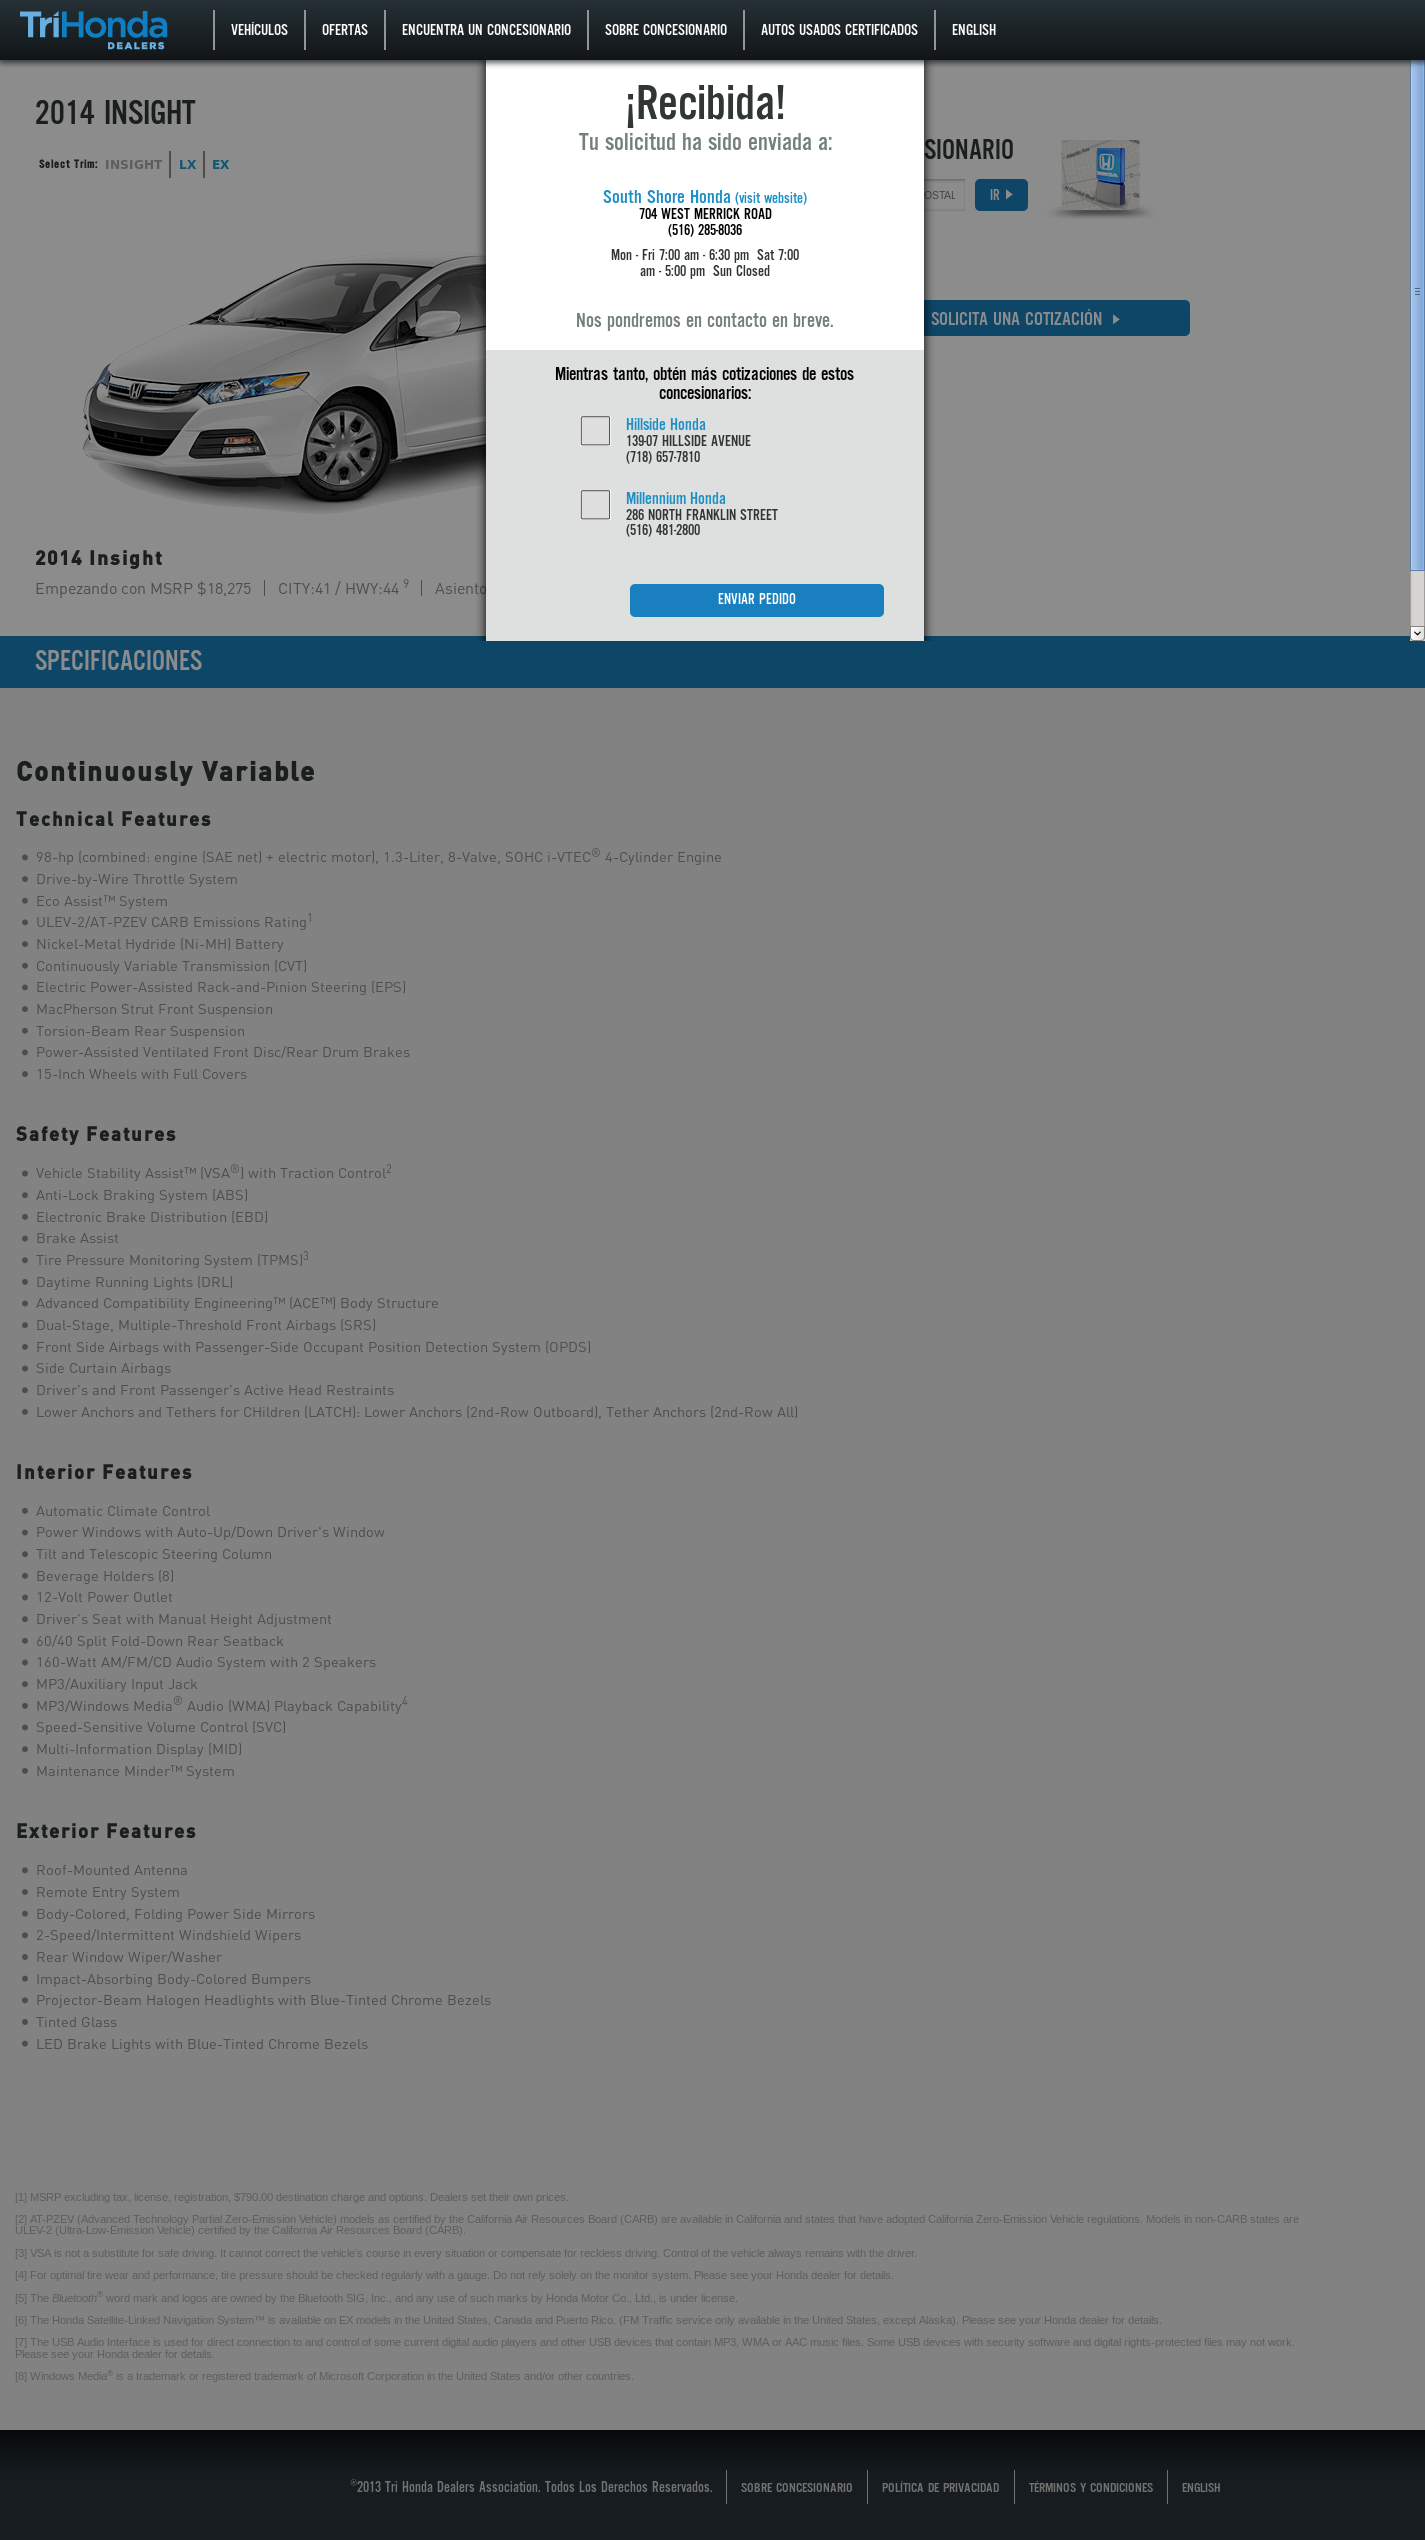 TriHonda
DEALERS
VEHÍCULOS
OFERTAS
ENCUENTRA UN CONCESIONARIO
SOBRE CONCESIONARIO
AUTOS USADOS CERTIFICADOS
ENGLISH
2014 INSIGHT
Select Trim: INSIGHT LX EX
¡Recibida!
Tu solicitud ha sido enviada a:
South Shore Honda (visit website)
704 WEST MERRICK ROAD
(516) 285-8036
Mon - Fri 7:00 am - 6:30 pm Sat 7:00
am - 5:00 pm Sun Closed
Nos pondremos en contacto en breve.
SIONARIO
OSTAL
IR
SOLICITA UNA COTIZACIÓN
Mientras tanto, obtén más cotizaciones de estos
concesionarios:
Hillside Honda
139-07 HILLSIDE AVENUE
(718) 657-7810
Millennium Honda
286 NORTH FRANKLIN STREET
(516) 481-2800
ENVIAR PEDIDO
2014 Insight
Empezando con MSRP $18,275 | CITY:41 / HWY:44 9 | Asiento
SPECIFICACIONES
Continuously Variable
Technical Features
98-hp (combined: engine (SAE net) + electric motor), 1.3-Liter, 8-Valve, SOHC i-VTEC® 4-Cylinder Engine
Drive-by-Wire Throttle System
Eco Assist™ System
ULEV-2/AT-PZEV CARB Emissions Rating1
Nickel-Metal Hydride (Ni-MH) Battery
Continuously Variable Transmission (CVT)
Electric Power-Assisted Rack-and-Pinion Steering (EPS)
MacPherson Strut Front Suspension
Torsion-Beam Rear Suspension
Power-Assisted Ventilated Front Disc/Rear Drum Brakes
15-Inch Wheels with Full Covers
Safety Features
Vehicle Stability Assist™ (VSA®) with Traction Control2
Anti-Lock Braking System (ABS)
Electronic Brake Distribution (EBD)
Brake Assist
Tire Pressure Monitoring System (TPMS)3
Daytime Running Lights (DRL)
Advanced Compatibility Engineering™ (ACE™) Body Structure
Dual-Stage, Multiple-Threshold Front Airbags (SRS)
Front Side Airbags with Passenger-Side Occupant Position Detection System (OPDS)
Side Curtain Airbags
Driver's and Front Passenger's Active Head Restraints
Lower Anchors and Tethers for CHildren (LATCH): Lower Anchors (2nd-Row Outboard), Tether Anchors (2nd-Row All)
Interior Features
Automatic Climate Control
Power Windows with Auto-Up/Down Driver's Window
Tilt and Telescopic Steering Column
Beverage Holders (8)
12-Volt Power Outlet
Driver's Seat with Manual Height Adjustment
60/40 Split Fold-Down Rear Seatback
160-Watt AM/FM/CD Audio System with 2 Speakers
MP3/Auxiliary Input Jack
MP3/Windows Media® Audio (WMA) Playback Capability4
Speed-Sensitive Volume Control (SVC)
Multi-Information Display (MID)
Maintenance Minder™ System
Exterior Features
Roof-Mounted Antenna
Remote Entry System
Body-Colored, Folding Power Side Mirrors
2-Speed/Intermittent Windshield Wipers
Rear Window Wiper/Washer
Impact-Absorbing Body-Colored Bumpers
Projector-Beam Halogen Headlights with Blue-Tinted Chrome Bezels
Tinted Glass
LED Brake Lights with Blue-Tinted Chrome Bezels
[1] MSRP excluding tax, license, registration, $790.00 destination charge and options. Dealers set their own prices.
[2] AT-PZEV (Advanced Technology Partial Zero-Emission Vehicle) models as certified by the California Air Resources Board (CARB) are available in California and states that have adopted California Zero-Emission Vehicle regulations. Models in non-CARB states are
ULEV-2 (Ultra-Low-Emission Vehicle) certified by the California Air Resources Board (CARB).
[3] VSA is not a substitute for safe driving. It cannot correct the vehicle's course in every situation or compensate for reckless driving. Control of the vehicle always remains with the driver.
[4] For optimal tire wear and performance, tire pressure should be checked regularly with a gauge. Do not rely solely on the monitor system. Please see your Honda dealer for details.
[5] The Bluetooth® word mark and logos are owned by the Bluetooth SIG, Inc., and any use of such marks by Honda Motor Co., Ltd., is under license.
[6] The Honda Satellite-Linked Navigation System™ is available on EX models in the United States, Canada and Puerto Rico. (FM Traffic service only available in the United States, except Alaska). Please see your Honda dealer for details.
[7] The USB Audio Interface is used for direct connection to and control of some current digital audio players and other USB devices that contain MP3, WMA or AAC music files. Some USB devices with security software and digital rights-protected files may not work.
Please see your Honda dealer for details.
[8] Windows Media® is a trademark or registered trademark of Microsoft Corporation in the United States and/or other countries.
®2013 Tri Honda Dealers Association. Todos Los Derechos Reservados.
SOBRE CONCESIONARIO
POLÍTICA DE PRIVACIDAD
TÉRMINOS Y CONDICIONES
ENGLISH